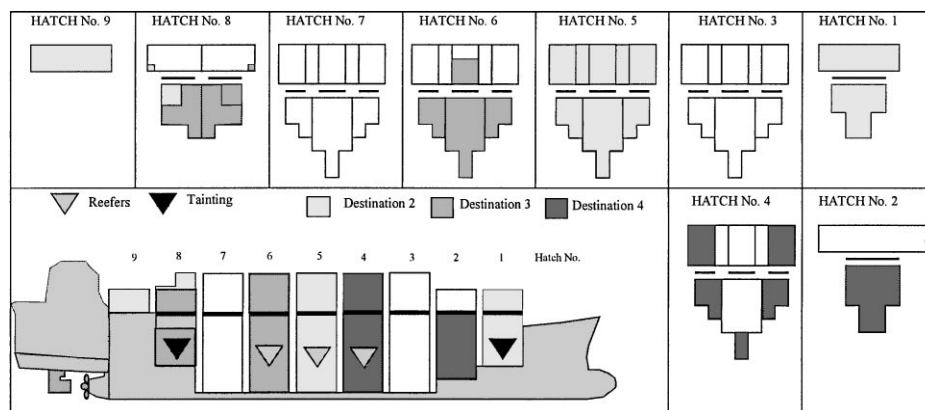 HATCH No. 9
HATCH No. 8
HATCH No. 7
HATCH No. 6
HATCH No. 5
HATCH No. 3
HATCH No. 1
Reefers
Tainting
Destination 2
Destination 3
Destination 4
HATCH No. 4
HATCH No. 2
9 8 7 6 5 4 3 2 1 Hatch No.